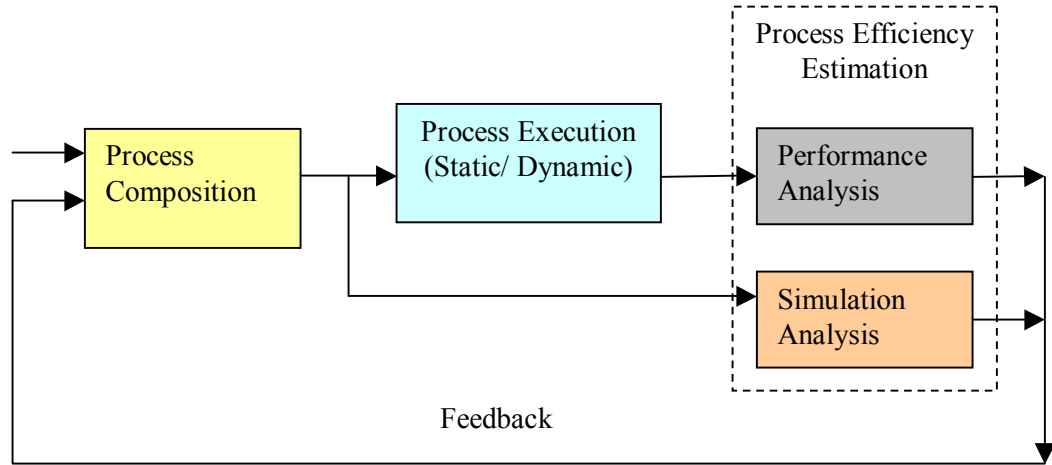 Process Efficiency
Estimation
Process
Composition
Process Execution
(Static/ Dynamic)
Performance
Analysis
Simulation
Analysis
Feedback